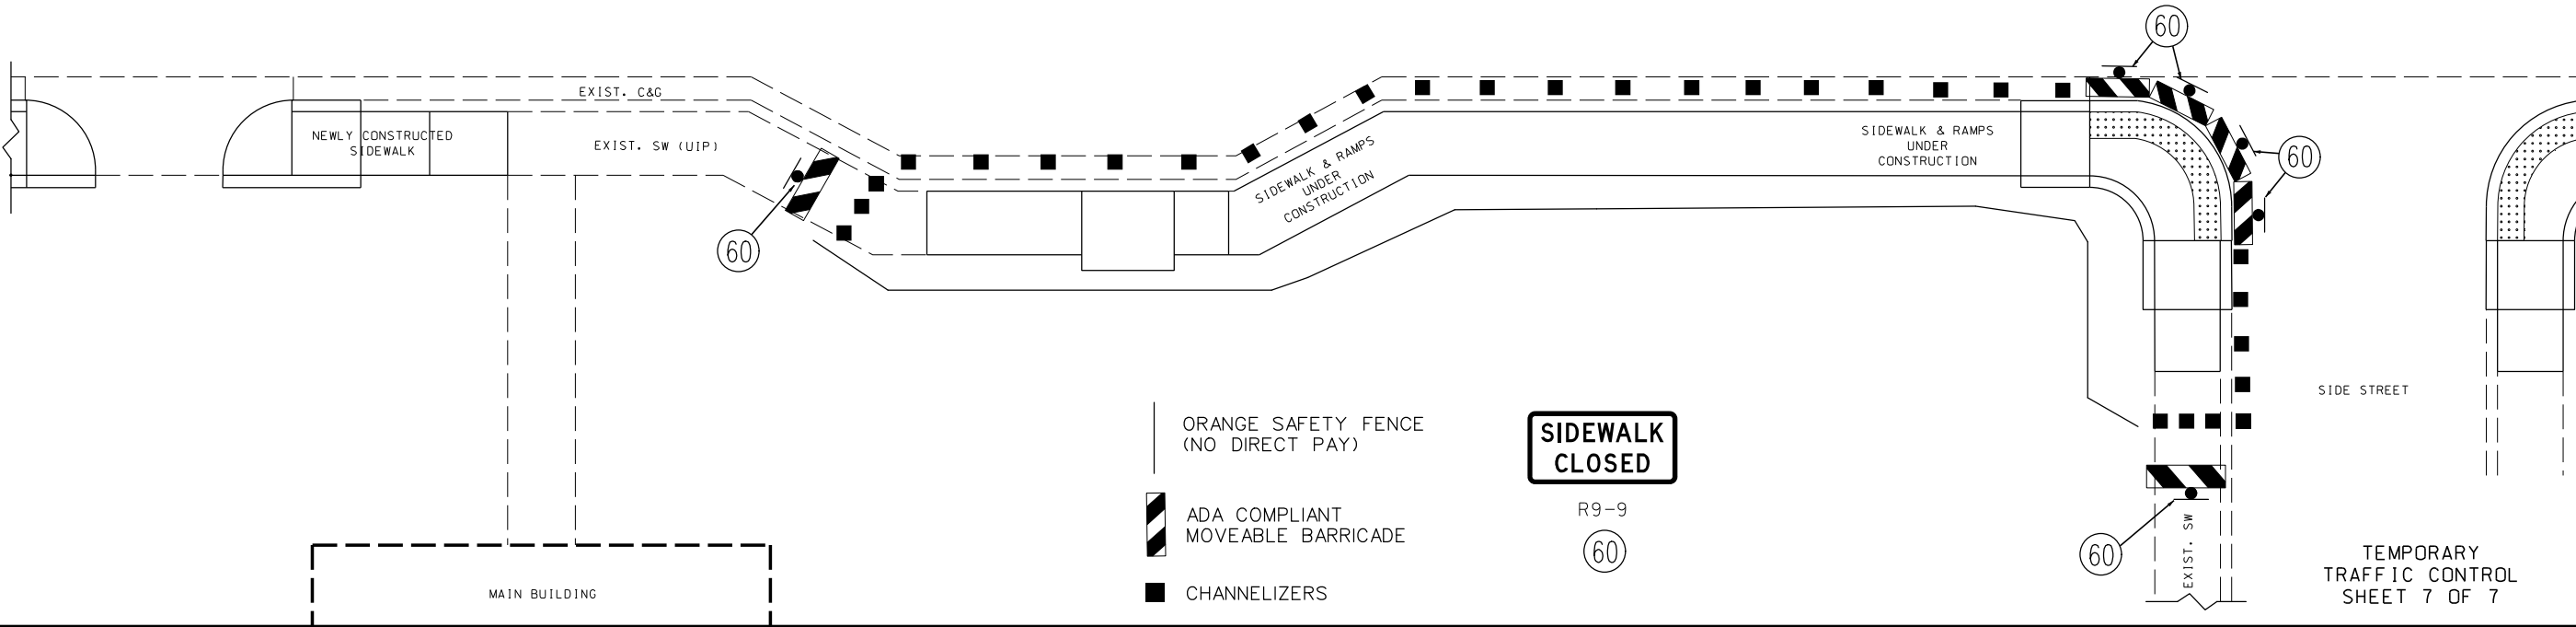 60
EXIST. C&G
NEWLY CONSTRUCTED
SIDEWALK
EXIST. SW (UIP)
60
SIDEWALK & RAMPS
UNDER
CONSTRUCTION
SIDEWALK & RAMPS
UNDER
CONSTRUCTION
60
SIDE STREET
ORANGE SAFETY FENCE
(NO DIRECT PAY)
ADA COMPLIANT
MOVEABLE BARRICADE
CHANNELIZERS
SIDEWALK
CLOSED
R9-9
60
60
EXIST. SW
MAIN BUILDING
TEMPORARY
TRAFFIC CONTROL
SHEET 7 OF 7